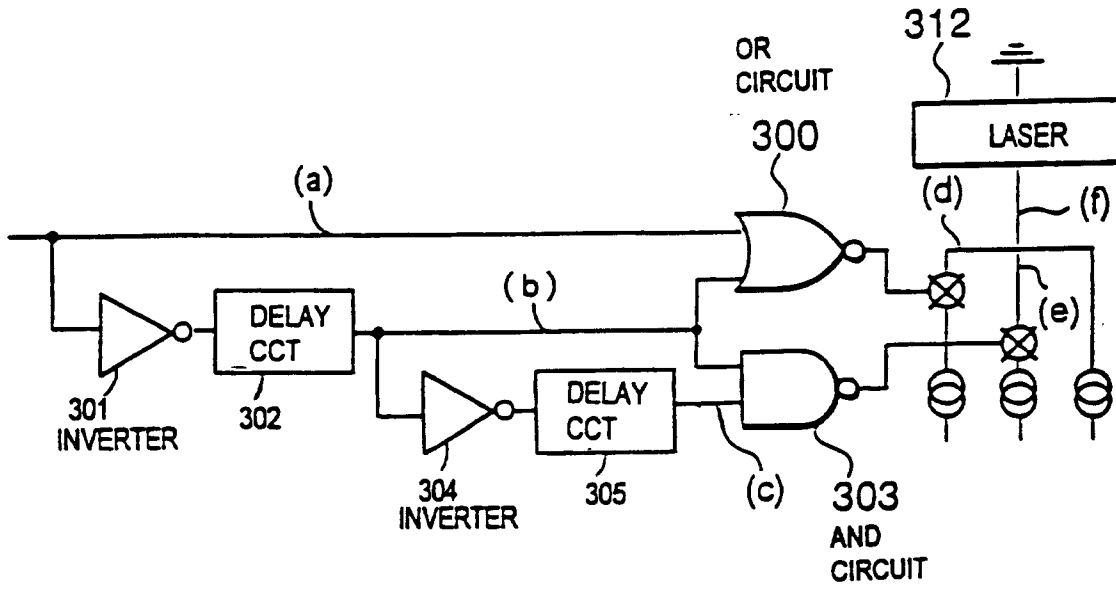 OR
CIRCUIT
300
312
LASER
(a)
(d)
(f)
(b)
(e)
DELAY
CCT
301
INVERTER
302
DELAY
CCT
304
INVERTER
305
(c)
303
AND
CIRCUIT